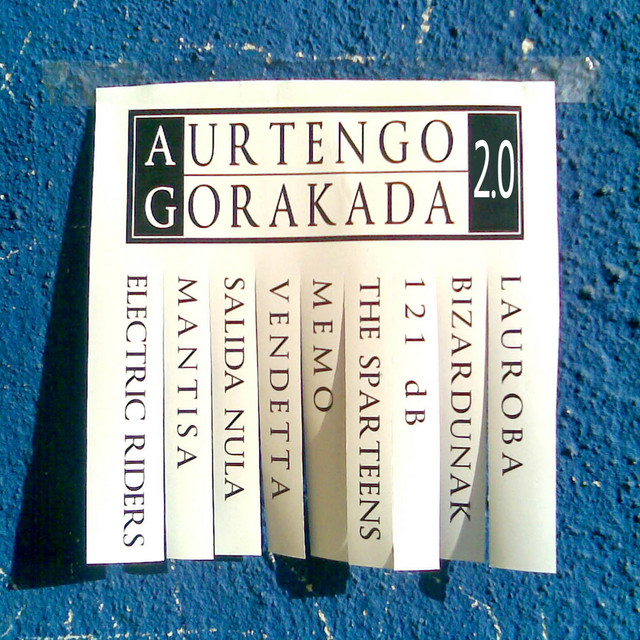 AURTENGO
GORAKADA
2.0
ELECTRIC RIDERS
MANTISA
SALIDA NULA
VENDETTA
MEMO
THE SPARTEENS
121 dB
BIZARDUNAK
LAUROBA